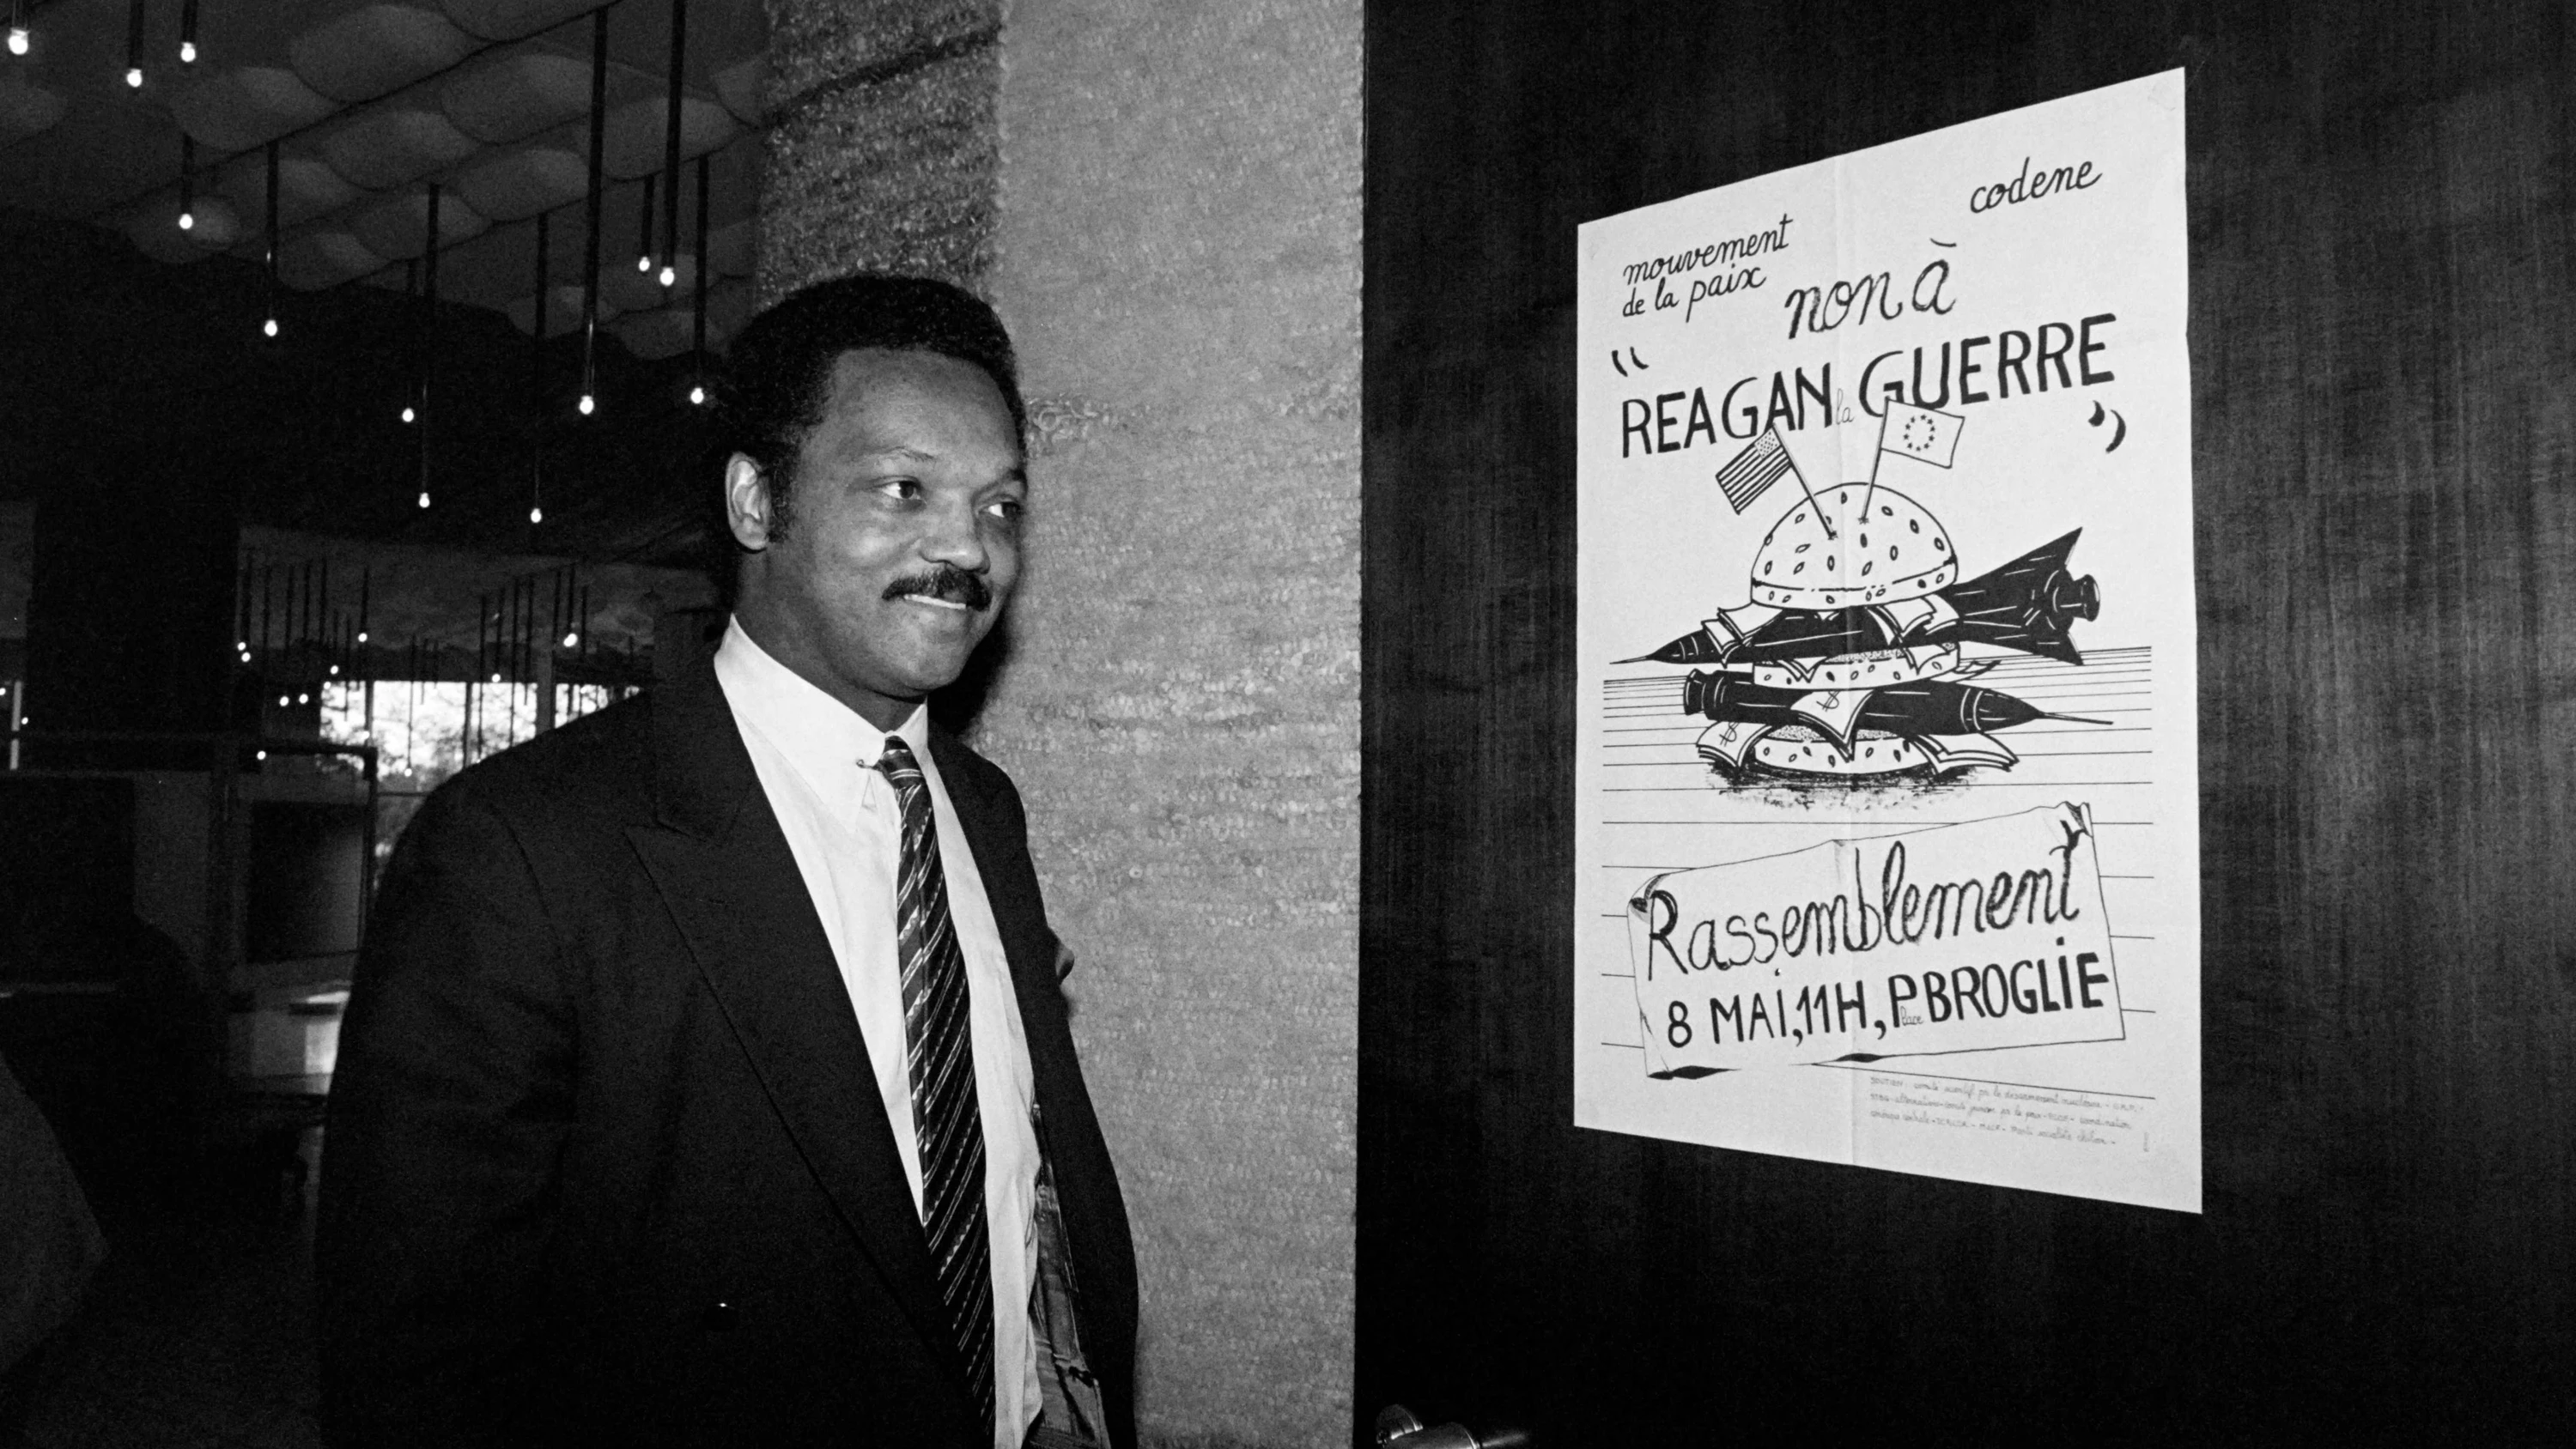 codene
mouvement
de la paix
non à
"REAGAN la GUERRE"
$
$
Rassemblement
8 MAI, 11H, Place BROGLIE